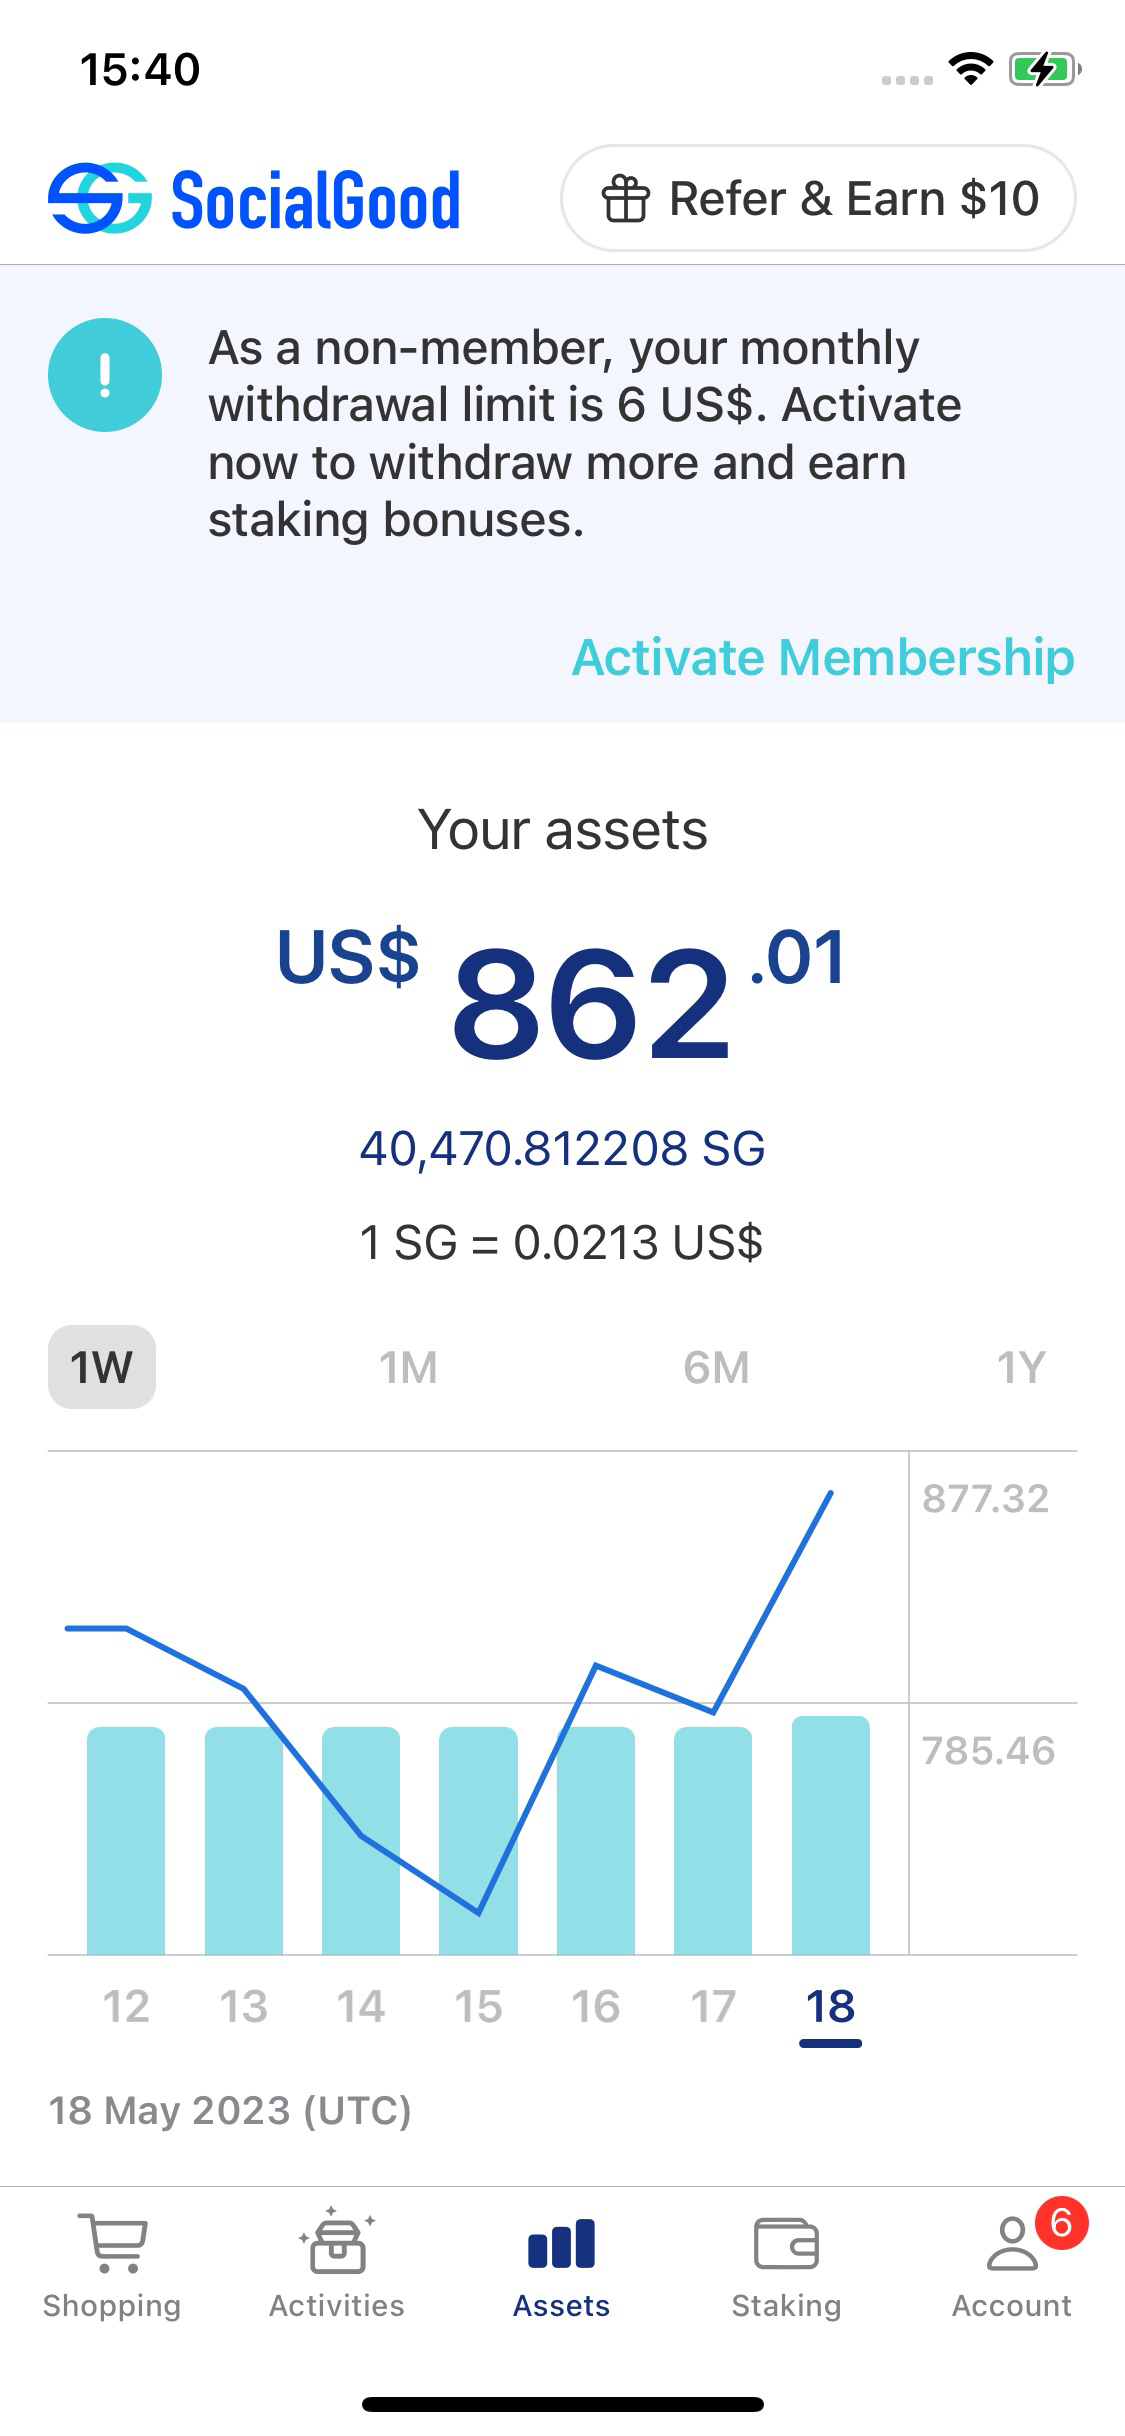 15:40
SocialGood
Refer & Earn $10
As a non-member, your monthly
withdrawal limit is 6 US$. Activate
now to withdraw more and earn
staking bonuses.
Activate Membership
Your assets
US$ 862.01
40,470.812208 SG
1 SG = 0.0213 US$
1W 1M 6M 1Y
877.32
785.46
12 13 14 15 16 17 18
18 May 2023 (UTC)
6
Shopping Activities Assets Staking Account